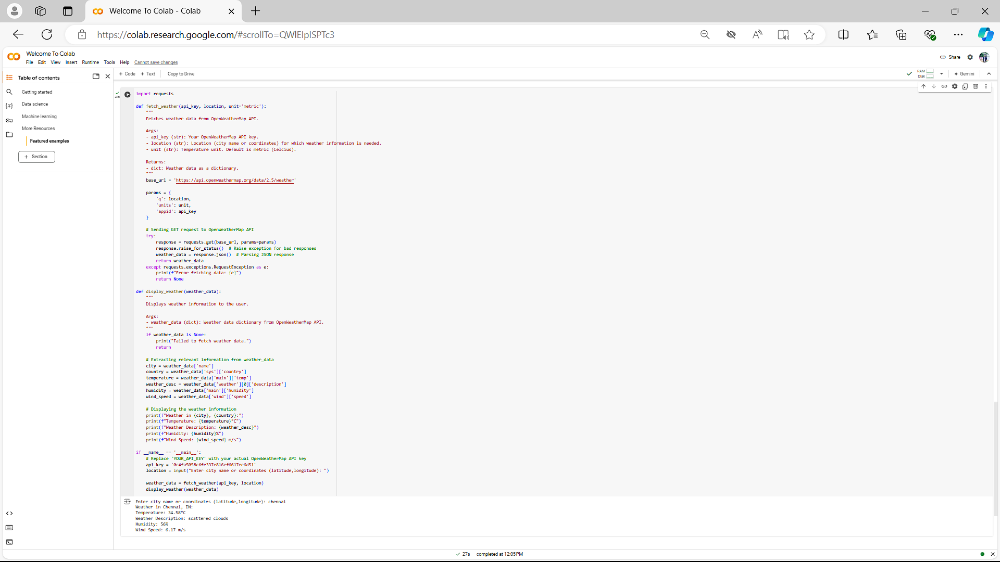 Welcome To Colab - Colab
https://colab.research.google.com/#scrollTo=QWlEIpISPTc3
Welcome To Colab
File Edit View Insert Runtime Tools Help Cannot save changes
Share
Table of contents
+ Code + Text Copy to Drive
RAM
Disk
Gemini
Getting started
Data science
Machine learning
More Resources
Featured examples
+ Section
27s
import requests
def fetch_weather(api_key, location, unit='metric'):
"""
Fetches weather data from OpenWeatherMap API.
Args:
- api_key (str): Your OpenWeatherMap API key.
- location (str): Location (city name or coordinates) for which weather information is needed.
- unit (str): Temperature unit. Default is metric (Celcius).
Returns:
- dict: Weather data as a dictionary.
"""
base_url = 'https://api.openweathermap.org/data/2.5/weather'
params = {
'q': location,
'units': unit,
'appid': api_key
}
# Sending GET request to OpenWeatherMap API
try:
response = requests.get(base_url, params=params)
response.raise_for_status()  # Raise exception for bad responses
weather_data = response.json()  # Parsing JSON response
return weather_data
except requests.exceptions.RequestException as e:
print(f"Error fetching data: {e}")
return None
def display_weather(weather_data):
"""
Displays weather information to the user.
Args:
- weather_data (dict): Weather data dictionary from OpenWeatherMap API.
"""
if weather_data is None:
print("Failed to fetch weather data.")
return
# Extracting relevant information from weather_data
city = weather_data['name']
country = weather_data['sys']['country']
temperature = weather_data['main']['temp']
weather_desc = weather_data['weather'][0]['description']
humidity = weather_data['main']['humidity']
wind_speed = weather_data['wind']['speed']
# Displaying the weather information
print(f"Weather in {city}, {country}:")
print(f"Temperature: {temperature}°C")
print(f"Weather Description: {weather_desc}")
print(f"Humidity: {humidity}%")
print(f"Wind Speed: {wind_speed} m/s")
if __name__ == '__main__':
# Replace 'YOUR_API_KEY' with your actual OpenWeatherMap API key
api_key = '0c4fa5058c6fe337e816ef6617ee6d51'
location = input("Enter city name or coordinates (latitude,longitude): ")
weather_data = fetch_weather(api_key, location)
display_weather(weather_data)
Enter city name or coordinates (latitude,longitude): chennai
Weather in Chennai, IN:
Temperature: 34.58°C
Weather Description: scattered clouds
Humidity: 56%
Wind Speed: 6.17 m/s
27s completed at 12:05 PM